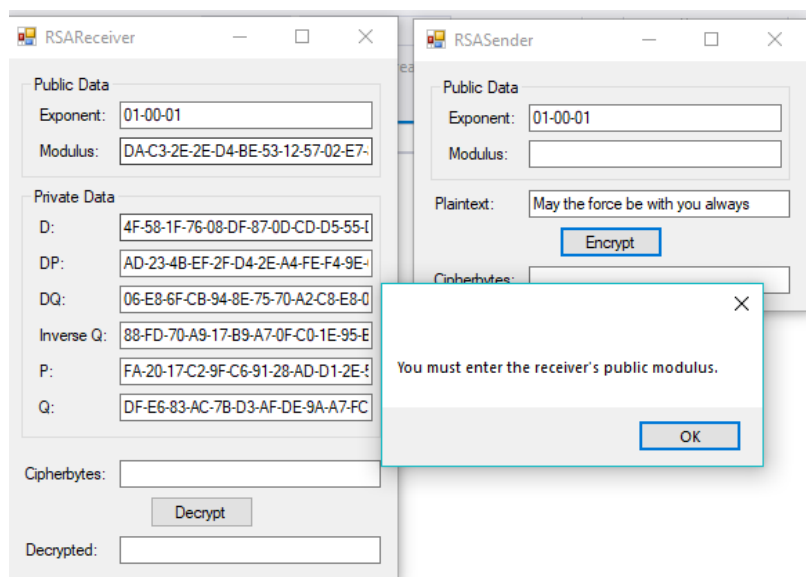 RSAReceiver
Public Data
Exponent: 01-00-01
Modulus: DA-C3-2E-2E-D4-BE-53-12-57-02-E7-
Private Data
D: 4F-58-1F-76-08-DF-87-0D-CD-D5-55-
DP: AD-23-4B-EF-2F-D4-2E-A4-FE-F4-9E-
DQ: 06-E8-6F-CB-94-8E-75-70-A2-C8-E8-0
Inverse Q: 88-FD-70-A9-17-B9-A7-0F-C0-1E-95-
P: FA-20-17-C2-9F-C6-91-28-AD-D1-2E-
Q: DF-E6-83-AC-7B-D3-AF-DE-9A-A7-FC
Cipherbytes:
Decrypt
Decrypted:
RSASender
Public Data
Exponent: 01-00-01
Modulus:
Plaintext: May the force be with you always
Encrypt
Cipherbytes:
You must enter the receiver's public modulus.
OK